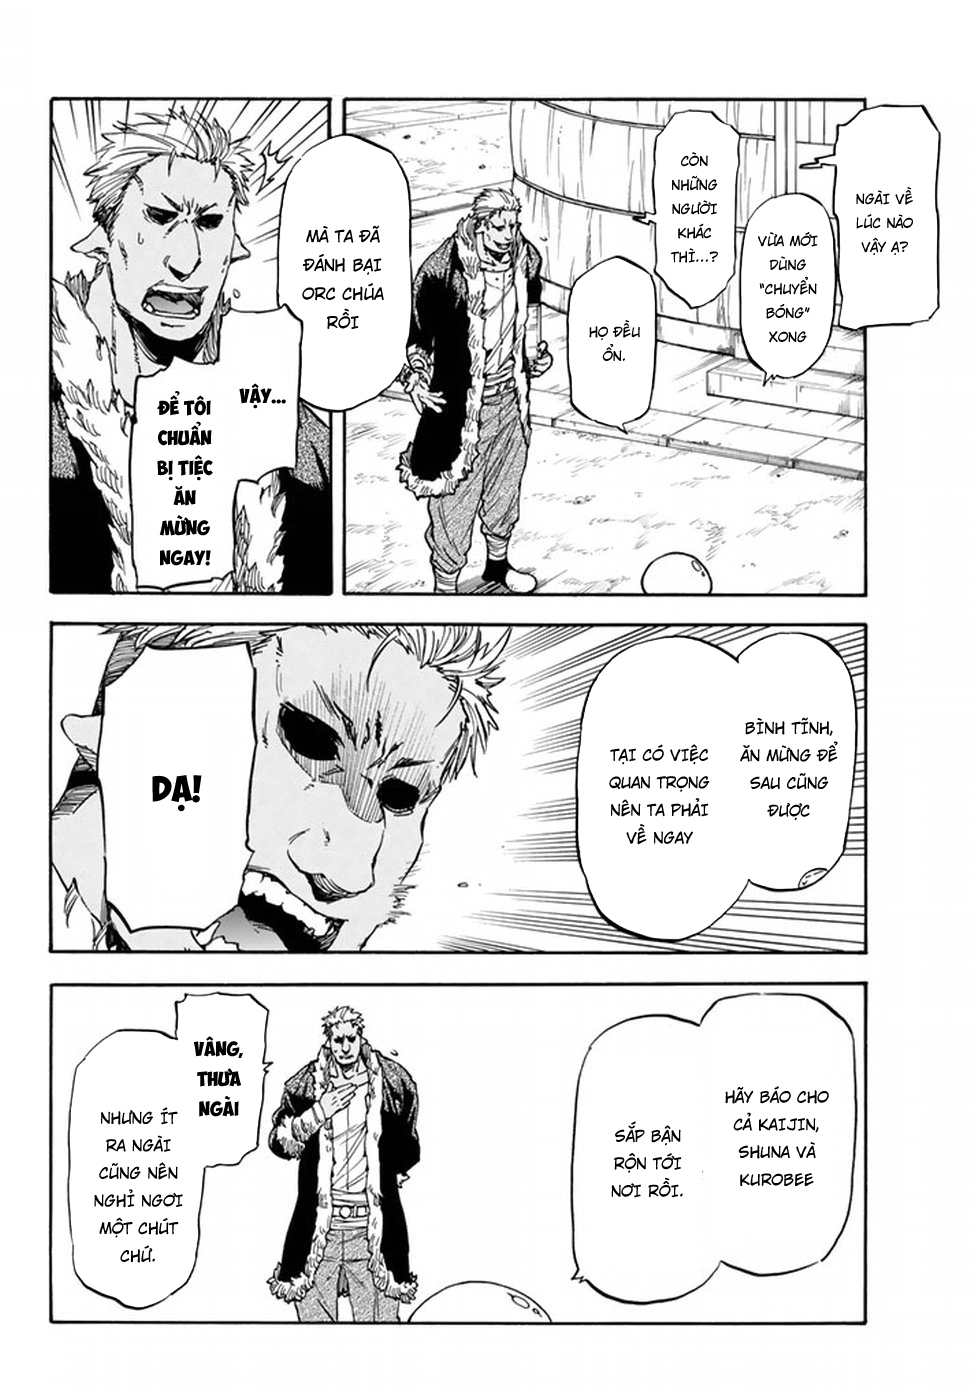 NGÀI VỀ
LÚC NÀO
VẬY Ạ?
VỪA MỚI
DÙNG
"CHUYỂN
BÓNG"
XONG
CÒN
NHỮNG
NGƯỜI
KHÁC
THÌ...?
HỌ ĐỀU
ỔN.
MÀ TA ĐÃ
ĐÁNH BẠI
ORC CHÚA
RỒI
VẬY...
ĐỂ TÔI
CHUẨN
BỊ TIỆC
ĂN
MỪNG
NGAY!
BÌNH TĨNH,
ĂN MỪNG ĐỂ
SAU CŨNG
ĐƯỢC
TẠI CÓ VIỆC
QUAN TRỌNG
NÊN TA PHẢI
VỀ NGAY
DẠ!
HÃY BÁO CHO
CẢ KAIJIN,
SHUNA VÀ
KUROBEE
SẮP BẬN
RỘN TỚI
NƠI RỒI.
VÂNG,
THƯA
NGÀI
NHƯNG ÍT
RA NGÀI
CŨNG NÊN
NGHỈ NGƠI
MỘT CHÚT
CHỨ.